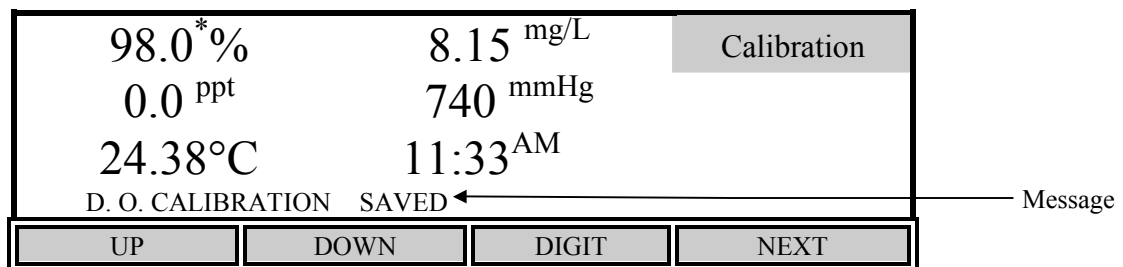 98.0*% 8.15 mg/L Calibration
0.0 ppt 740 mmHg
24.38°C 11:33AM
D. O. CALIBRATION SAVED Message
UP DOWN DIGIT NEXT